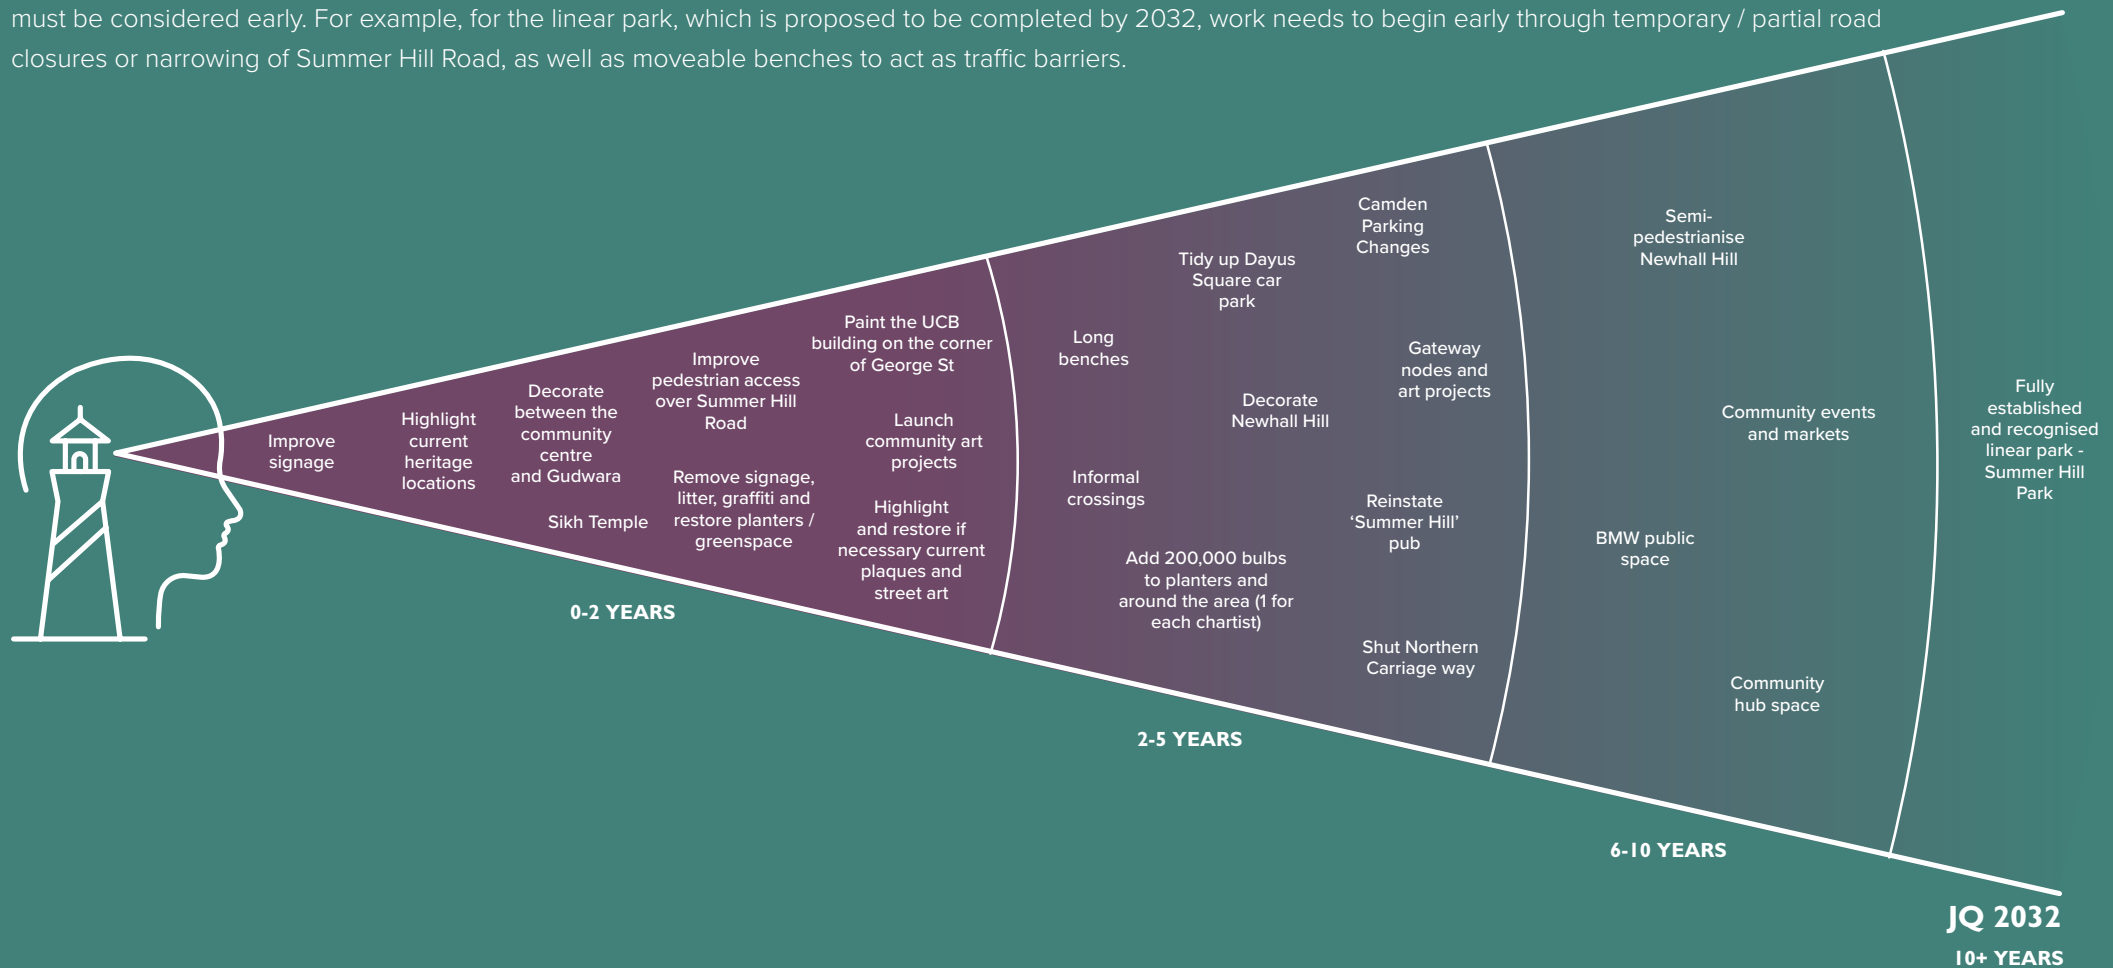 must be considered early. For example, for the linear park, which is proposed to be completed by 2032, work needs to begin early through temporary / partial road
closures or narrowing of Summer Hill Road, as well as moveable benches to act as traffic barriers.
Improve
signage
Highlight
current
heritage
locations
Decorate
between the
community
centre
and Gudwara
Sikh Temple
Improve
pedestrian access
over Summer Hill
Road
Remove signage,
litter, graffiti and
restore planters /
greenspace
Paint the UCB
building on the corner
of George St
Launch
community art
projects
Highlight
and restore if
necessary current
plaques and
street art
0-2 YEARS
Long
benches
Informal
crossings
Tidy up Dayus
Square car
park
Decorate
Newhall Hill
Add 200,000 bulbs
to planters and
around the area (1 for
each chartist)
Camden
Parking
Changes
Gateway
nodes and
art projects
Reinstate
‘Summer Hill’
pub
Shut Northern
Carriage way
2-5 YEARS
Semi-
pedestrianise
Newhall Hill
Community events
and markets
BMW public
space
Community
hub space
6-10 YEARS
Fully
established
and recognised
linear park -
Summer Hill
Park
JQ 2032
10+ YEARS